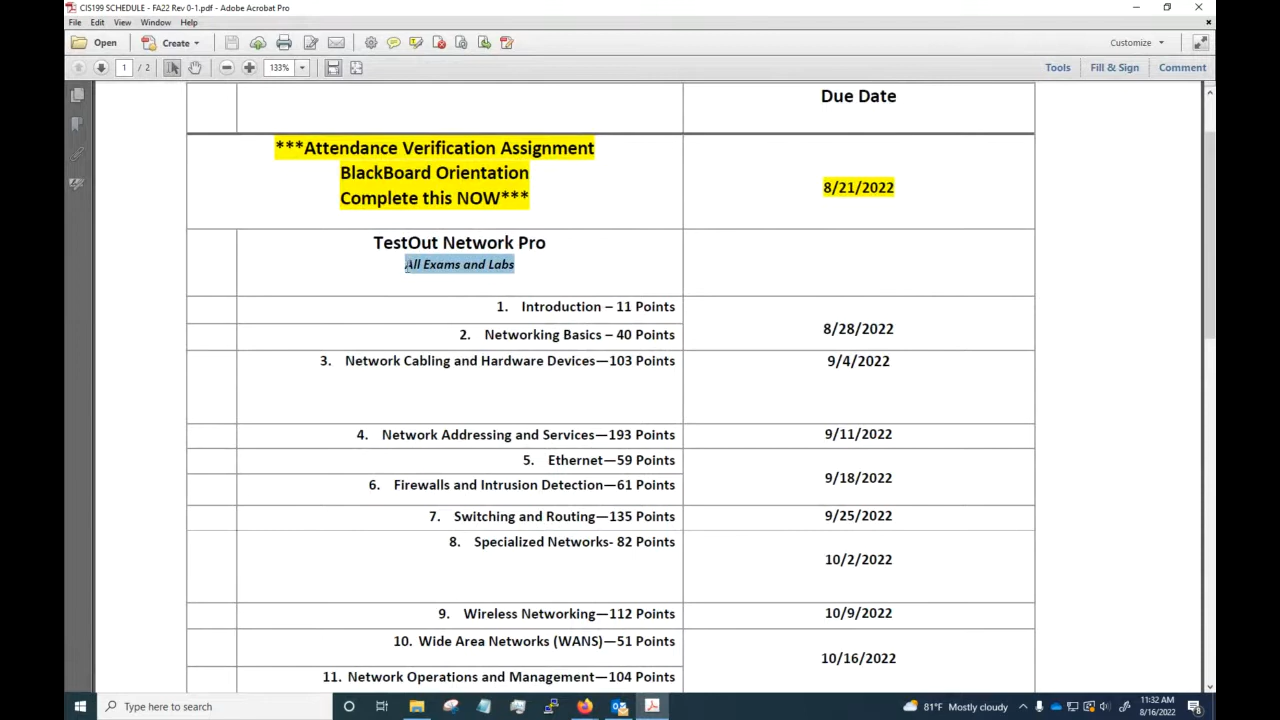 CIS199 SCHEDULE - FA22 Rev 0-1.pdf - Adobe Acrobat Pro
File Edit View Window Help
Open Create Customize
1 / 2 133% Tools Fill & Sign Comment
Due Date
***Attendance Verification Assignment
BlackBoard Orientation
Complete this NOW***
8/21/2022
TestOut Network Pro
All Exams and Labs
1. Introduction – 11 Points
2. Networking Basics – 40 Points
8/28/2022
3. Network Cabling and Hardware Devices—103 Points
9/4/2022
4. Network Addressing and Services—193 Points
9/11/2022
5. Ethernet—59 Points
6. Firewalls and Intrusion Detection—61 Points
9/18/2022
7. Switching and Routing—135 Points
9/25/2022
8. Specialized Networks- 82 Points
10/2/2022
9. Wireless Networking—112 Points
10/9/2022
10. Wide Area Networks (WANS)—51 Points
10/16/2022
11. Network Operations and Management—104 Points
Type here to search
81°F Mostly cloudy
11:32 AM
8/16/2022
8